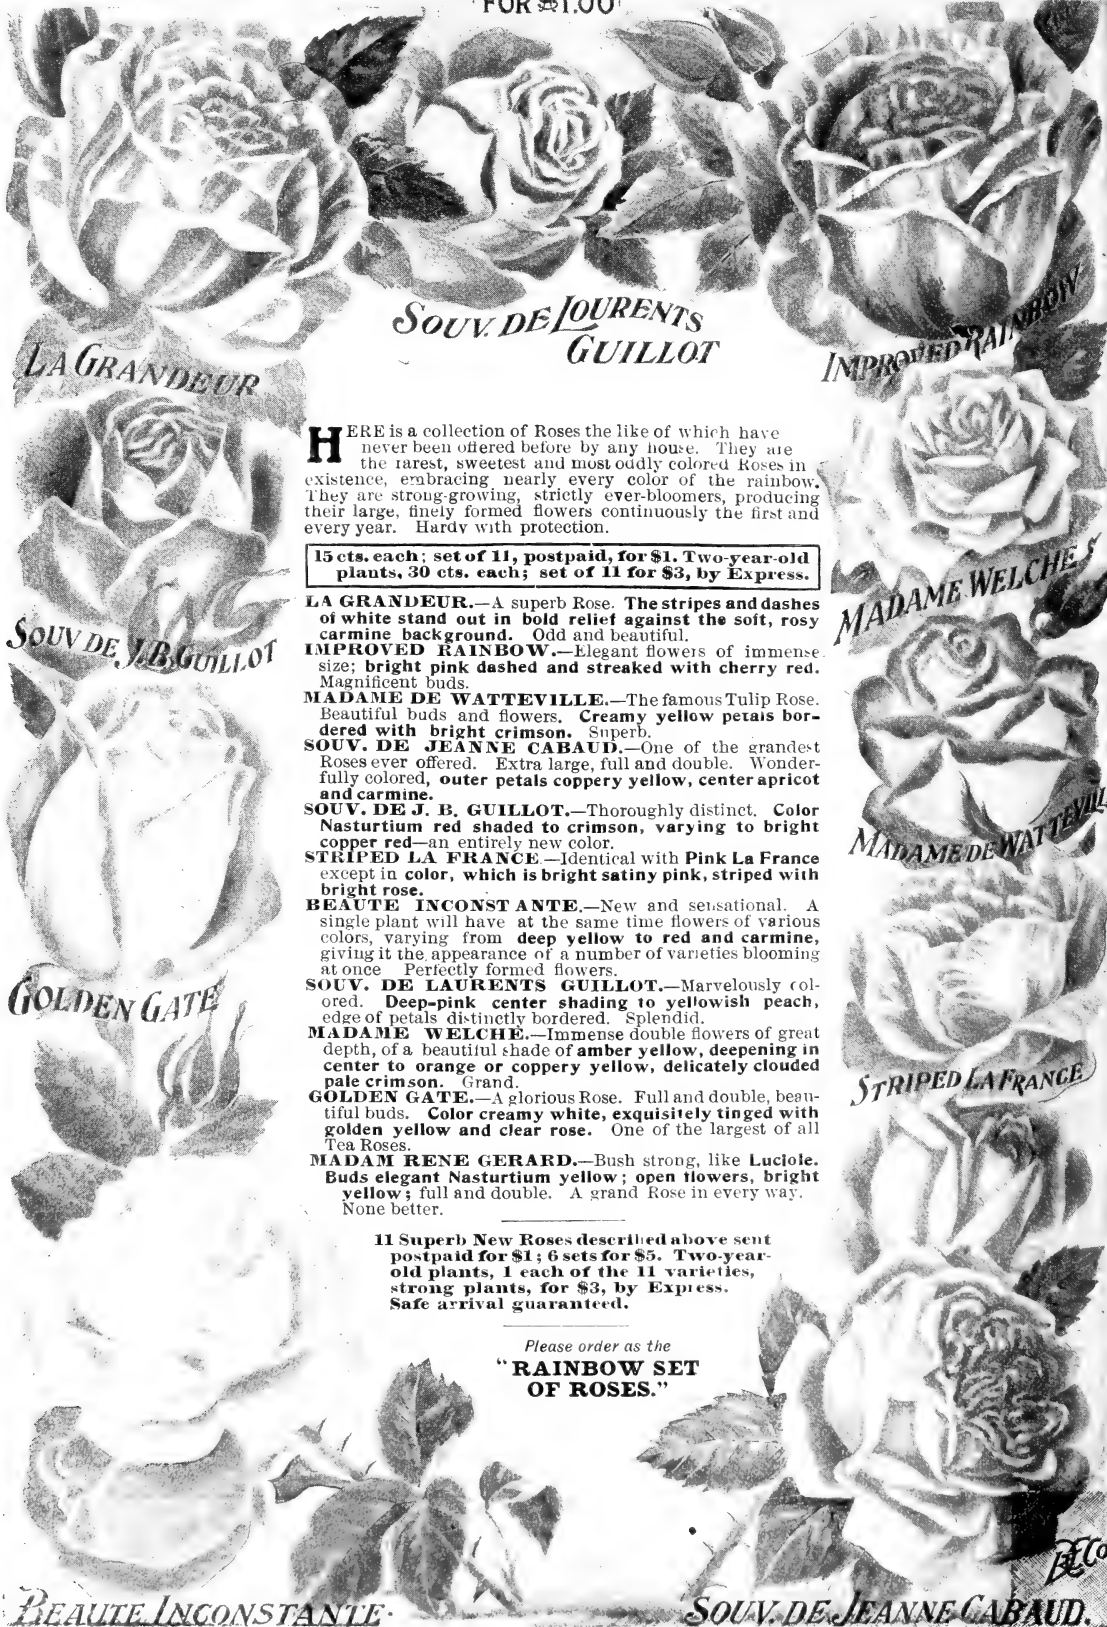 FOR $1.00
SOUV. DE LOURENTS
GUILLOT
LA GRANDEUR
IMPROVED RAINBOW
HERE is a collection of Roses the like of which have
never been offered before by any house. They are
the rarest, sweetest and most oddly colored Roses in
existence, embracing nearly every color of the rainbow.
They are strong-growing, strictly ever-bloomers, producing
their large, finely formed flowers continuously the first and
every year. Hardy with protection.
15 cts. each; set of 11, postpaid, for $1. Two-year-old
plants, 30 cts. each; set of 11 for $3, by Express.
LA GRANDEUR.—A superb Rose. The stripes and dashes
of white stand out in bold relief against the soft, rosy
carmine background. Odd and beautiful.
IMPROVED RAINBOW.—Elegant flowers of immense
size; bright pink dashed and streaked with cherry red.
Magnificent buds.
MADAME DE WATTEVILLE.—The famous Tulip Rose.
Beautiful buds and flowers. Creamy yellow petals bor-
dered with bright crimson. Superb.
SOUV. DE JEANNE CABAUD.—One of the grandest
Roses ever offered. Extra large, full and double. Wonder-
fully colored, outer petals coppery yellow, center apricot
and carmine.
SOUV. DE J. B. GUILLOT.—Thoroughly distinct. Color
Nasturtium red shaded to crimson, varying to bright
copper red—an entirely new color.
STRIPED LA FRANCE.—Identical with Pink La France
except in color, which is bright satiny pink, striped with
bright rose.
BEAUTE INCONSTANTE.—New and sensational. A
single plant will have at the same time flowers of various
colors, varying from deep yellow to red and carmine,
giving it the appearance of a number of varieties blooming
at once Perfectly formed flowers.
SOUV. DE LAURENTS GUILLOT.—Marvelously col-
ored. Deep-pink center shading to yellowish peach,
edge of petals distinctly bordered. Splendid.
MADAME WELCHE.—Immense double flowers of great
depth, of a beautiful shade of amber yellow, deepening in
center to orange or coppery yellow, delicately clouded
pale crimson. Grand.
GOLDEN GATE.—A glorious Rose. Full and double, beau-
tiful buds. Color creamy white, exquisitely tinged with
golden yellow and clear rose. One of the largest of all
Tea Roses.
MADAM RENE GERARD.—Bush strong, like Luciole.
Buds elegant Nasturtium yellow; open flowers, bright
yellow; full and double. A grand Rose in every way.
None better.
11 Superb New Roses described above sent
postpaid for $1; 6 sets for $5. Two-year-
old plants, 1 each of the 11 varieties,
strong plants, for $3, by Express.
Safe arrival guaranteed.
Please order as the
"RAINBOW SET
OF ROSES."
SOUV DE J.B. GUILLOT
MADAME WELCHES
MADAME DE WATTEVILL
GOLDEN GATE
STRIPED LA FRANCE
BEAUTE INCONSTANTE.
SOUV. DE JEANNE CABAUD.